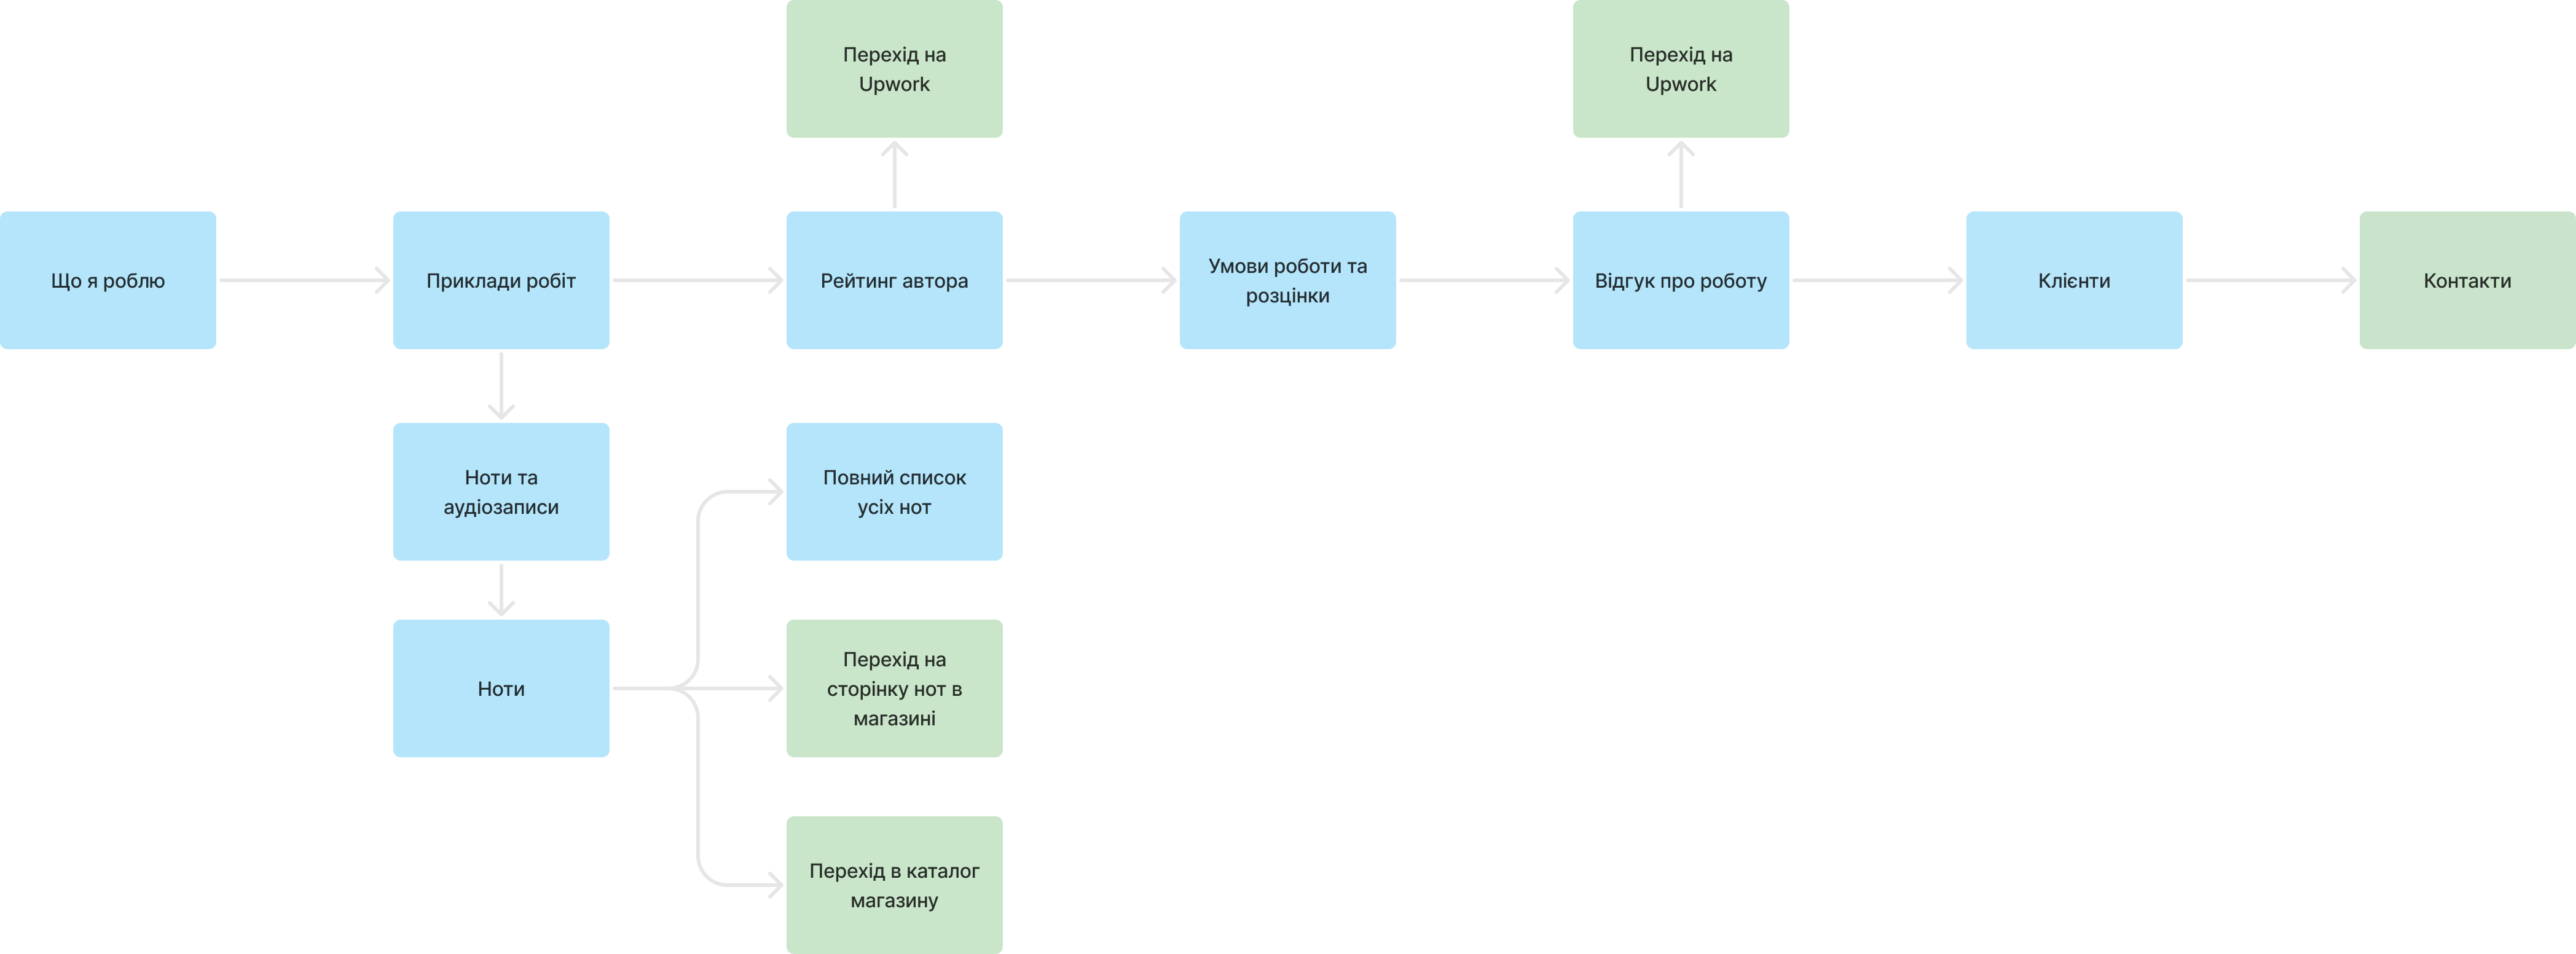 Перехід на
Upwork
Перехід на
Upwork
Що я роблю
Приклади робіт
Рейтинг автора
Умови роботи та
розцінки
Відгук про роботу
Клієнти
Контакти
Ноти та
аудіозаписи
Повний список
усіх нот
Ноти
Перехід на
сторінку нот в
магазині
Перехід в каталог
магазину